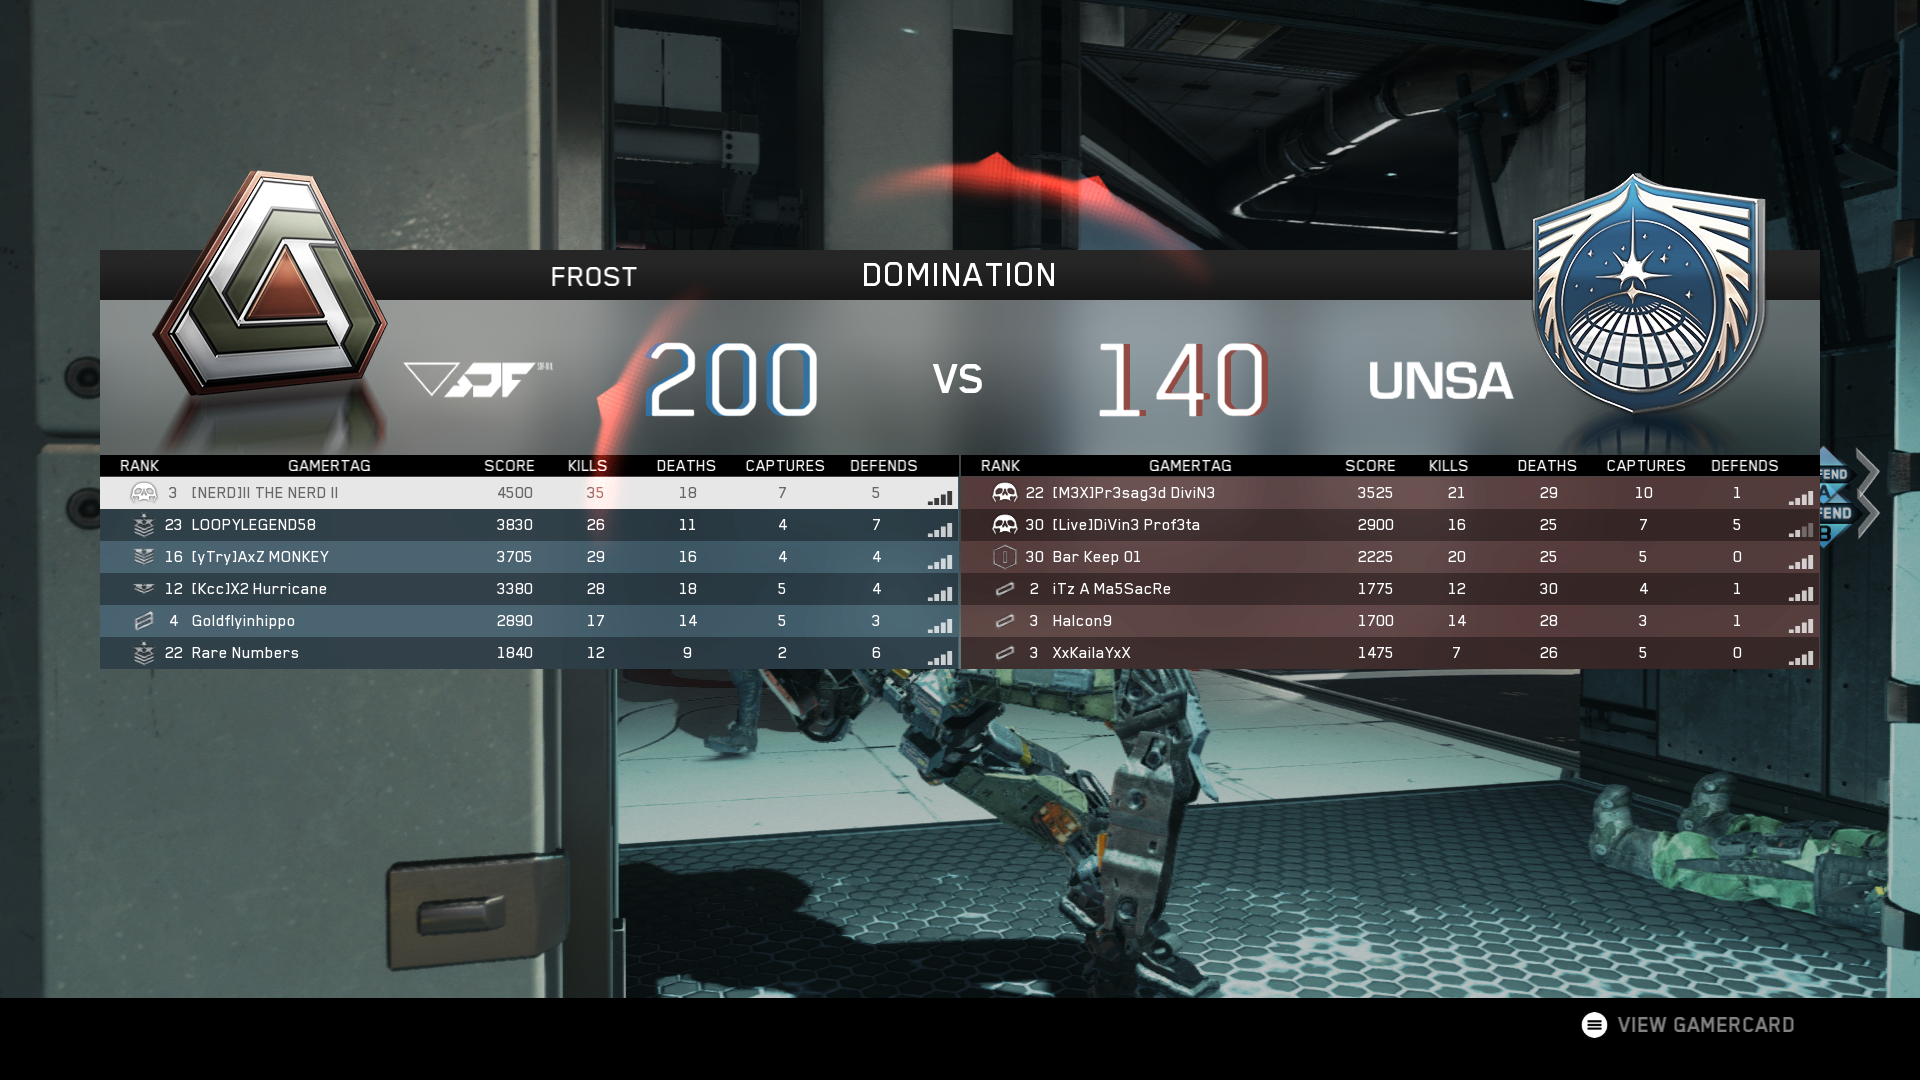 FROST DOMINATION
SDF
200 VS 140 UNSA
RANK GAMERTAG SCORE KILLS DEATHS CAPTURES DEFENDS
3 [NERD]III THE NERD II 4500 35 18 7 5
23 LOOPYLEGEND58 3830 26 11 4 7
16 [yTry]AxZ MONKEY 3705 29 16 4 4
12 [Kcc]X2 Hurricane 3380 28 18 5 4
4 Goldflyinhippo 2890 17 14 5 3
22 Rare Numbers 1840 12 9 2 6
RANK GAMERTAG SCORE KILLS DEATHS CAPTURES DEFENDS
22 [M3X]Pr3sag3d DiviN3 3525 21 29 10 1
30 [Live]DiVin3 Prof3ta 2900 16 25 7 5
30 Bar Keep 01 2225 20 25 5 0
2 iTz A Ma5SacRe 1775 12 30 4 1
3 Halcon9 1700 14 28 3 1
3 XxKailaYxX 1475 7 26 5 0
FEND
A
FEND
B
VIEW GAMERCARD